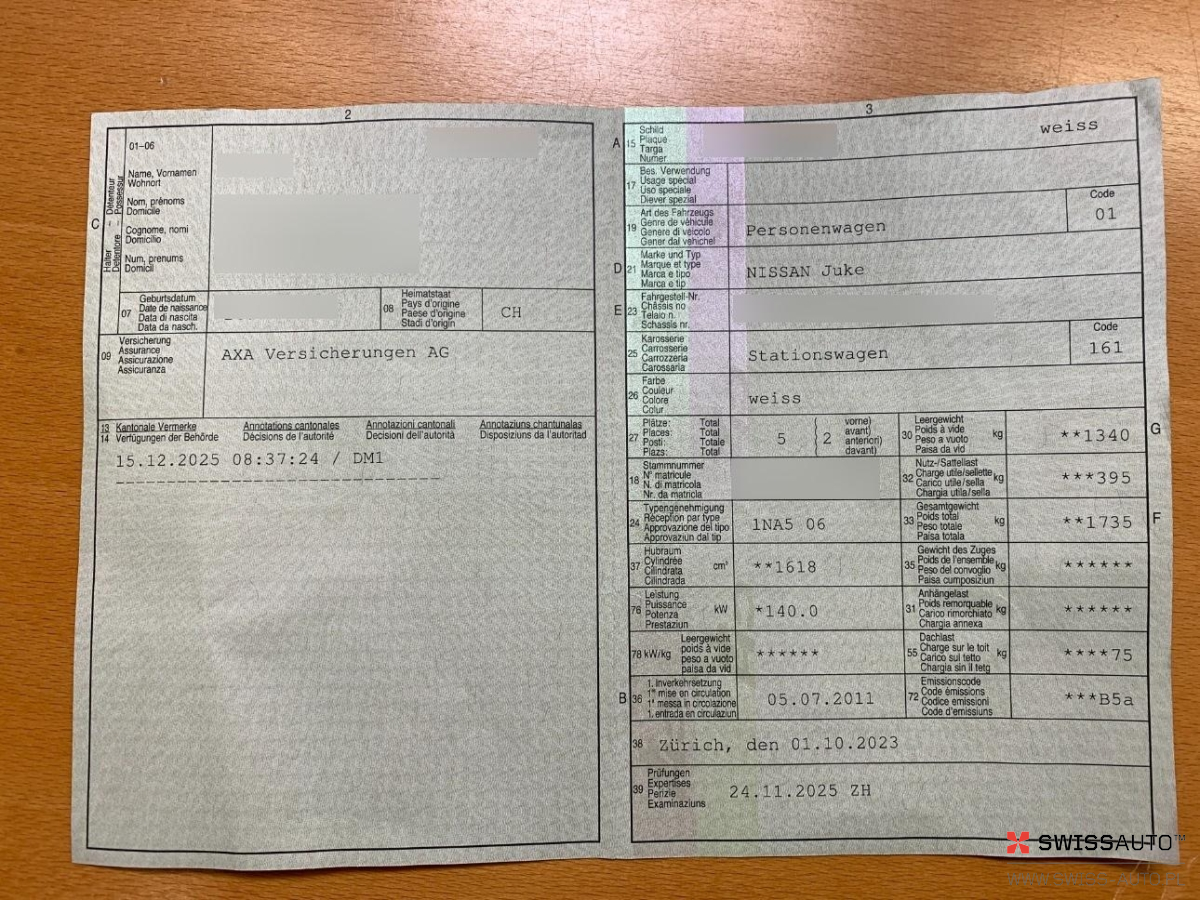 2
01–06
Name, Vornamen
Wohnort
Nom, prénoms
Domicile
Cognome, nomi
Domicilio
Num, prenums
Domicil
C
Halter – Détenteur
Detentore – Possessur
07
Geburtsdatum
Date de naissance
Data di nascita
Data da nasch.
08
Heimatstaat
Pays d'origine
Paese d'origine
Stadi d'origin
CH
09
Versicherung
Assurance
Assicurazione
Assicuranza
AXA Versicherungen AG
13 Kantonale Vermerke Annotations cantonales Annotazioni cantonali Annotaziuns chantunalas
14 Verfügungen der Behörde Décisions de l'autorité Decisioni dell'autorità Disposiziuns da l'autoritad
15.12.2025 08:37:24 / DM1
3
A
15
Schild
Plaque
Targa
Numer
weiss
17
Bes. Verwendung
Usage spécial
Uso speciale
Diever spezial
19
Art des Fahrzeugs
Genre de véhicule
Genere di veicolo
Gener dal vehichel
Personenwagen
Code
01
D
21
Marke und Typ
Marque et type
Marca e tipo
Marca e tip
NISSAN Juke
E
23
Fahrgestell-Nr.
Châssis no
Telaio n.
Schassis nr.
25
Karosserie
Carrosserie
Carrozzeria
Carossaria
Stationswagen
Code
161
26
Farbe
Couleur
Colore
Colur
weiss
27
Plätze: Total
Places: Total
Posti: Totale
Plazs: Total
5
( 2
vorne)
avant)
anteriori)
davant)
30
Leergewicht
Poids à vide
Peso a vuoto
Paisa da vid
kg
**1340
G
18
Stammnummer
N° matricule
N. di matricola
Nr. da matricla
32
Nutz-/Sattellast
Charge utile/sellette
Carico utile/sella
Chargia utila/sella
kg
***395
24
Typengenehmigung
Réception par type
Approvazione del tipo
Approvaziun dal tip
1NA5 06
33
Gesamtgewicht
Poids total
Peso totale
Paisa totala
kg
**1735
F
37
Hubraum
Cylindrée
Cilindrata
Cilindrada
cm³
**1618
35
Gewicht des Zuges
Poids de l'ensemble
Peso del convoglio
Paisa cumposiziun
kg
******
76
Leistung
Puissance
Potenza
Prestaziun
kW
*140.0
31
Anhängelast
Poids remorquable
Carico rimorchiato
Chargia annexa
kg
******
78 kW/kg
Leergewicht
poids à vide
peso a vuoto
paisa da vid
******
55
Dachlast
Charge sur le toit
Carico sul tetto
Chargia sin il tetg
kg
****75
B
36
1. Inverkehrsetzung
1re mise en circulation
1a messa in circolazione
1. entrada en circulaziun
05.07.2011
72
Emissionscode
Code émissions
Codice emissioni
Code d'emissiuns
***B5a
38
Zürich, den 01.10.2023
39
Prüfungen
Expertises
Perizie
Examinaziuns
24.11.2025 ZH
SWISSAUTO™